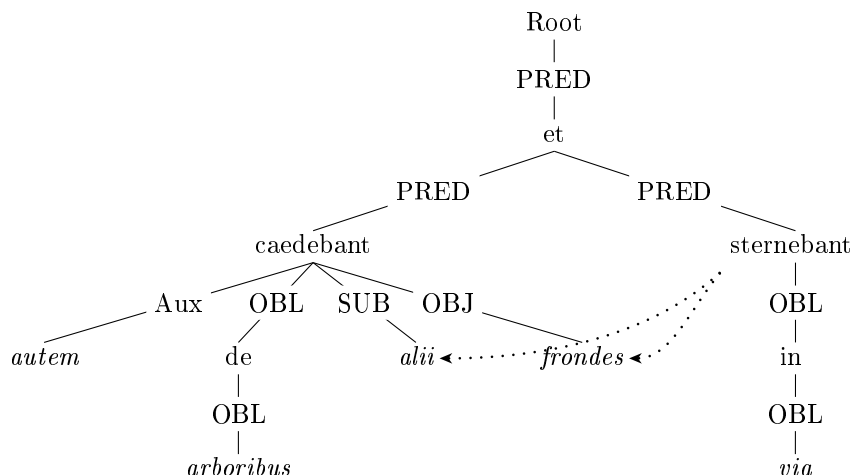 Root
PRED
et
PRED PRED
caedebant sternebant
Aux OBL SUB OBJ OBL
autem de alii frondes in
OBL OBL
arboribus via